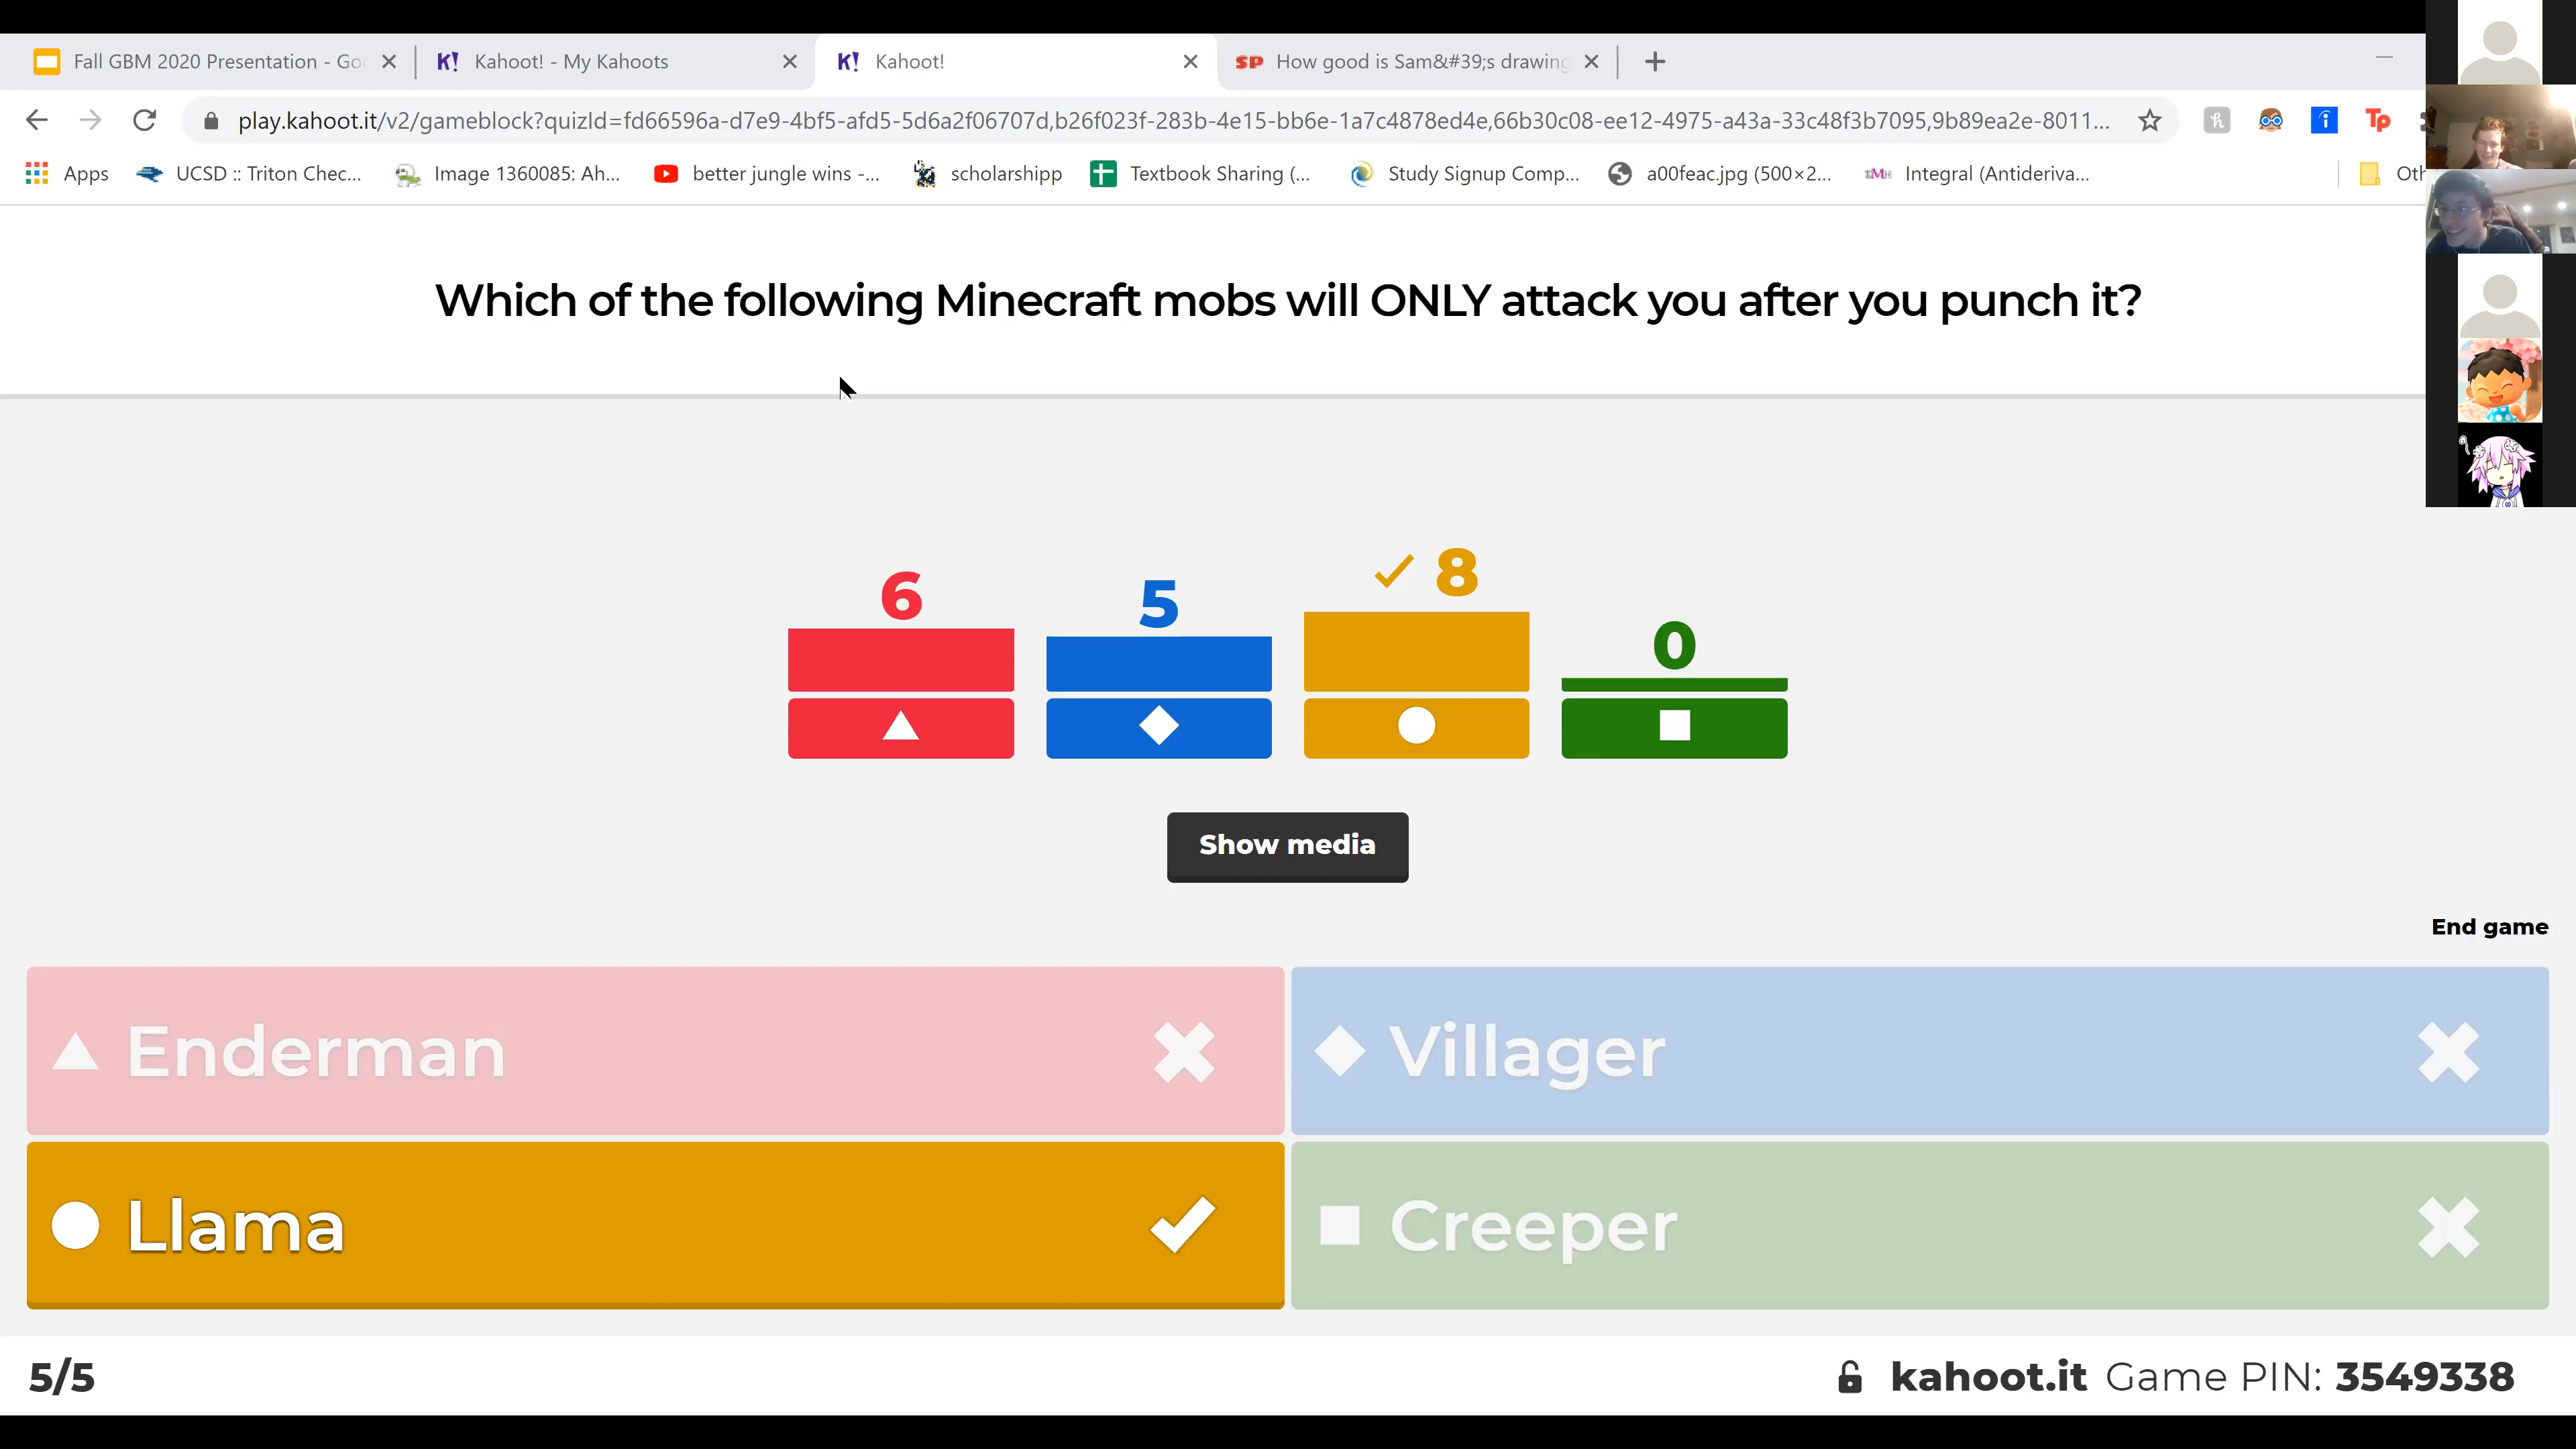 Fall GBM 2020 Presentation - Goo
K! Kahoot! - My Kahoots
K! Kahoot!
SP How good is Sam&#39;s drawing
play.kahoot.it/v2/gameblock?quizId=fd66596a-d7e9-4bf5-afd5-5d6a2f06707d,b26f023f-283b-4e15-bb6e-1a7c4878ed4e,66b30c08-ee12-4975-a43a-33c48f3b7095,9b89ea2e-8011...
h
i
Tp
Apps
UCSD :: Triton Chec...
Image 1360085: Ah...
better jungle wins -...
scholarshipp
Textbook Sharing (...
Study Signup Comp...
a00feac.jpg (500×2...
Integral (Antideriva...
Oth
Which of the following Minecraft mobs will ONLY attack you after you punch it?
6
5
8
0
Show media
End game
Enderman
Villager
Llama
Creeper
5/5
kahoot.it Game PIN: 3549338